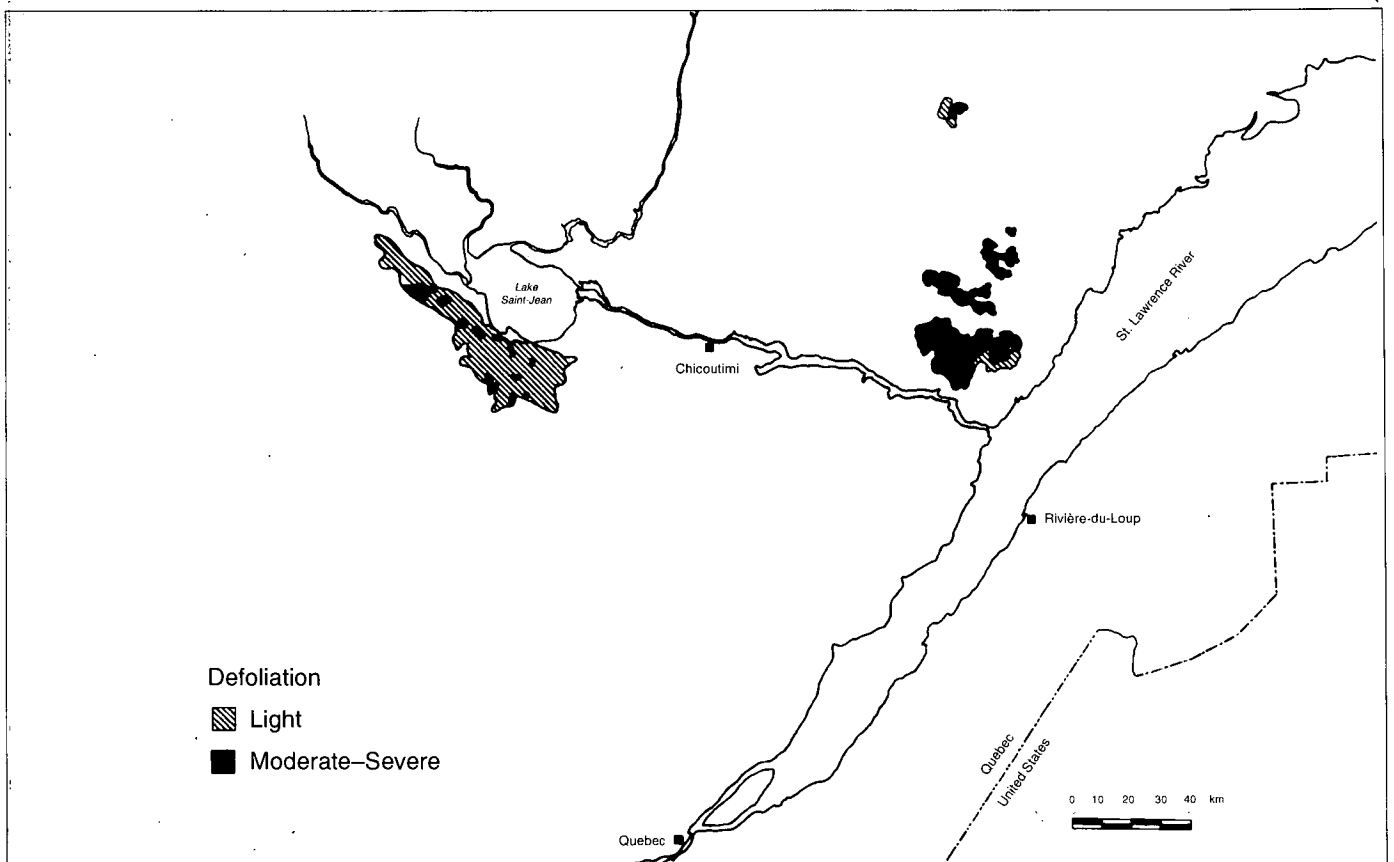 Lake
Saint-Jean
Chicoutimi
St. Lawrence River
Rivière-du-Loup
Defoliation
Light
Moderate–Severe
Quebec
United States
0 10 20 30 40 km
Quebec